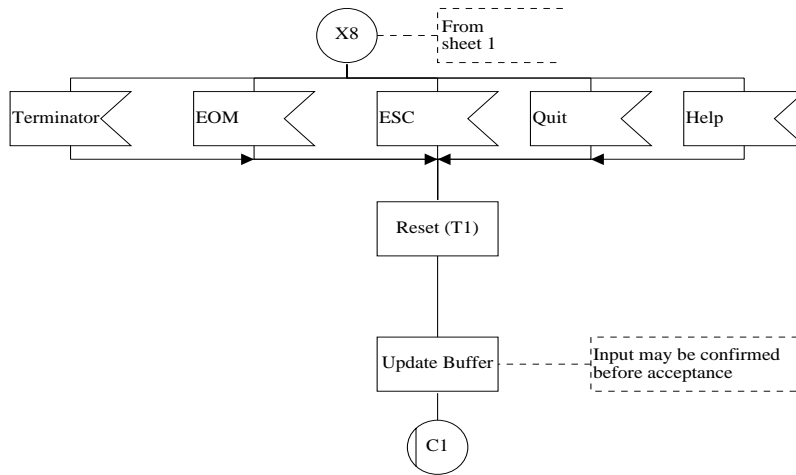 X8
From
sheet 1
Terminator
EOM
ESC
Quit
Help
Reset (T1)
Update Buffer
Input may be confirmed
before acceptance
C1